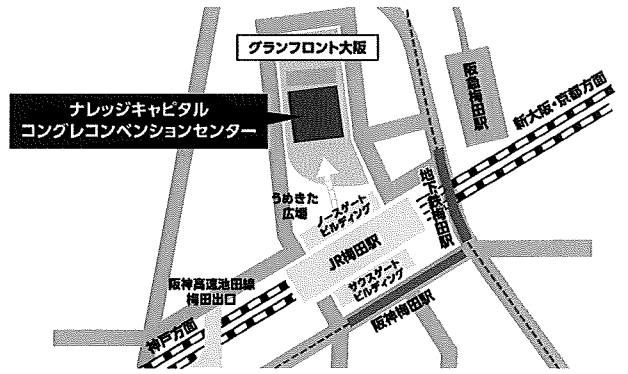 グランフロント大阪
ナレッジキャピタル
コングレコンベンションセンター
阪急梅田駅
新大阪・京都方面
地下鉄梅田駅
うめきた
広場
ノースゲート
ビルディング
JR梅田駅
サウスゲート
ビルディング
阪神高速池田線
梅田出口
阪神梅田駅
神戸方面